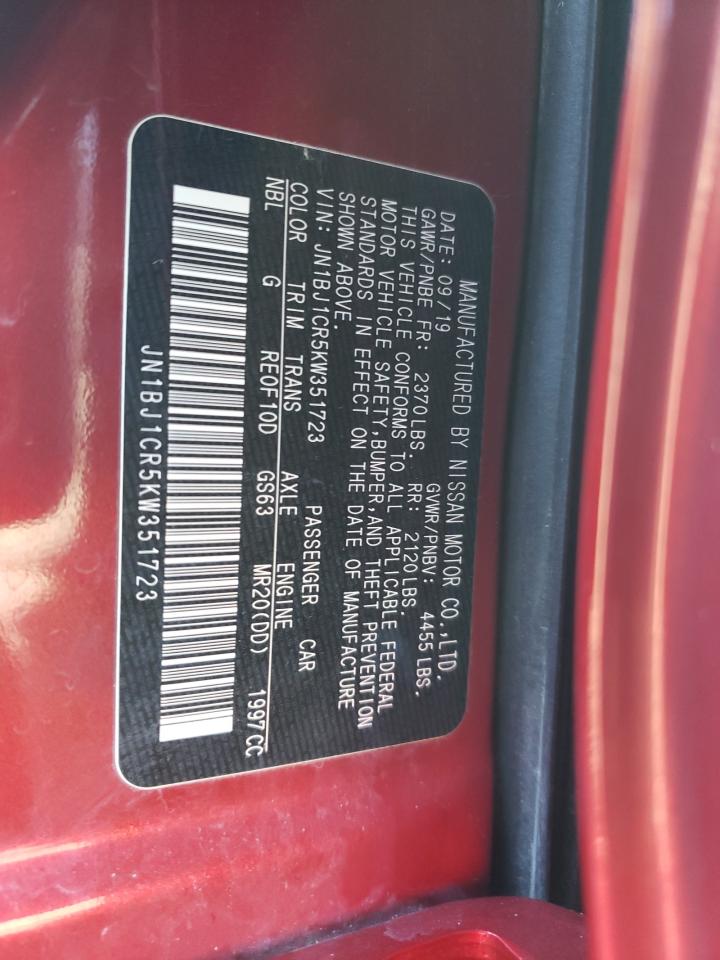 MANUFACTURED BY NISSAN MOTOR CO.,LTD.
DATE: 09/19 GVWR/PNBV: 4455 LBS.
GAWR/PNBE FR: 2370LBS. RR: 2120LBS.
THIS VEHICLE CONFORMS TO ALL APPLICABLE FEDERAL
MOTOR VEHICLE SAFETY,BUMPER,AND THEFT PREVENTION
STANDARDS IN EFFECT ON THE DATE OF MANUFACTURE
SHOWN ABOVE.
VIN: JN1BJ1CR5KW351723 PASSENGER CAR
COLOR TRIM TRANS AXLE ENGINE
NBL G RE0F10D GS63 MR20(DD) 1997CC
JN1BJ1CR5KW351723